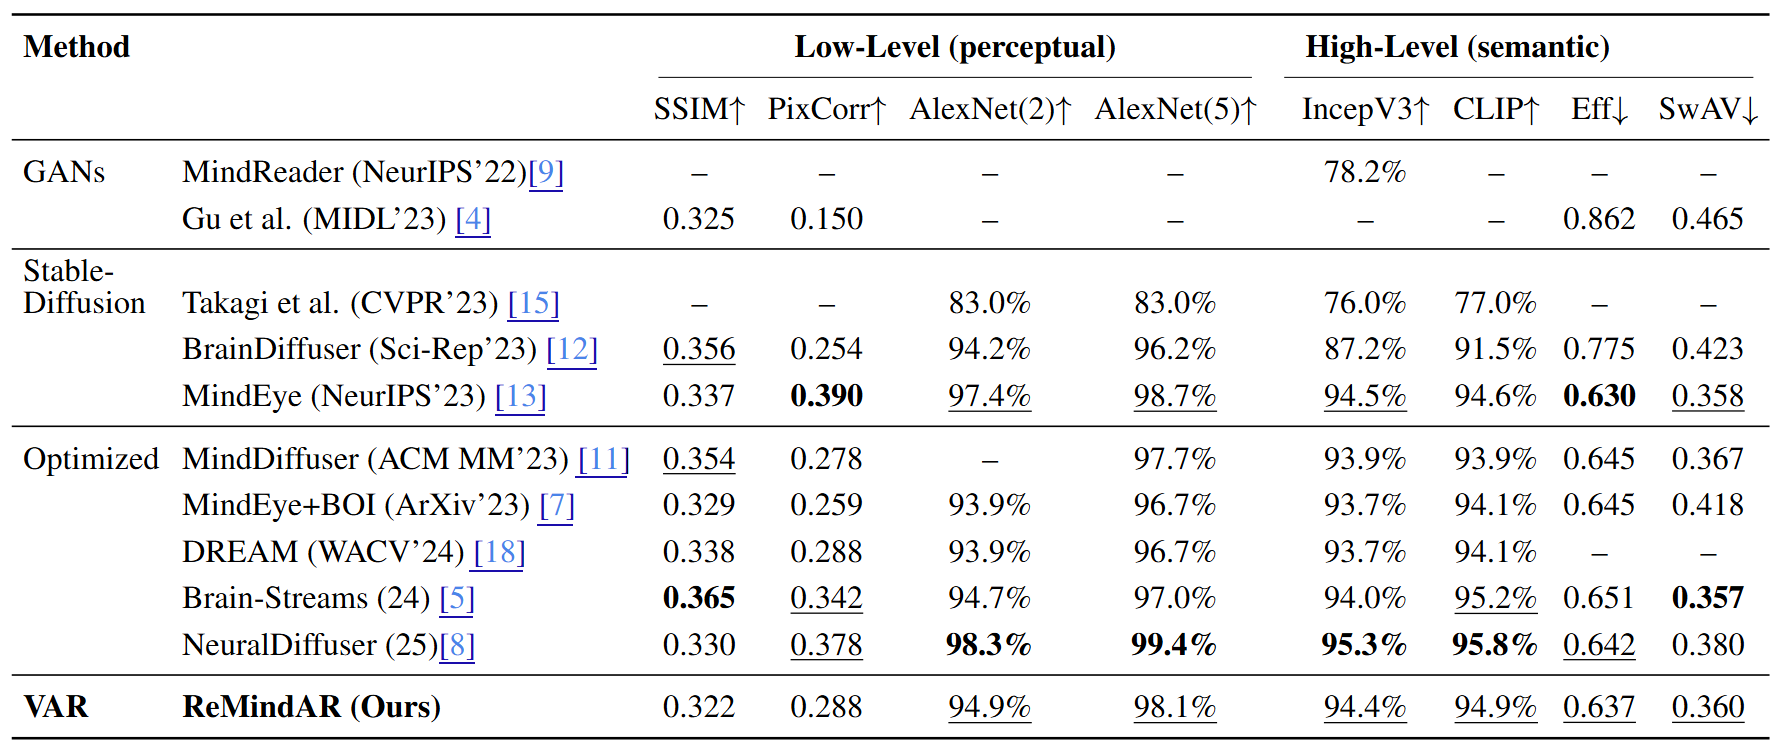 Method Low-Level (perceptual) High-Level (semantic)
SSIM↑ PixCorr↑ AlexNet(2)↑ AlexNet(5)↑ IncepV3↑ CLIP↑ Eff↓ SwAV↓
GANs MindReader (NeurIPS’22)[9] – – – – 78.2% – – –
Gu et al. (MIDL’23) [4] 0.325 0.150 – – – – 0.862 0.465
Stable-
Diffusion Takagi et al. (CVPR’23) [15] – – 83.0% 83.0% 76.0% 77.0% – –
BrainDiffuser (Sci-Rep’23) [12] 0.356 0.254 94.2% 96.2% 87.2% 91.5% 0.775 0.423
MindEye (NeurIPS’23) [13] 0.337 0.390 97.4% 98.7% 94.5% 94.6% 0.630 0.358
Optimized MindDiffuser (ACM MM’23) [11] 0.354 0.278 – 97.7% 93.9% 93.9% 0.645 0.367
MindEye+BOI (ArXiv’23) [7] 0.329 0.259 93.9% 96.7% 93.7% 94.1% 0.645 0.418
DREAM (WACV’24) [18] 0.338 0.288 93.9% 96.7% 93.7% 94.1% – –
Brain-Streams (24) [5] 0.365 0.342 94.7% 97.0% 94.0% 95.2% 0.651 0.357
NeuralDiffuser (25)[8] 0.330 0.378 98.3% 99.4% 95.3% 95.8% 0.642 0.380
VAR ReMindAR (Ours) 0.322 0.288 94.9% 98.1% 94.4% 94.9% 0.637 0.360